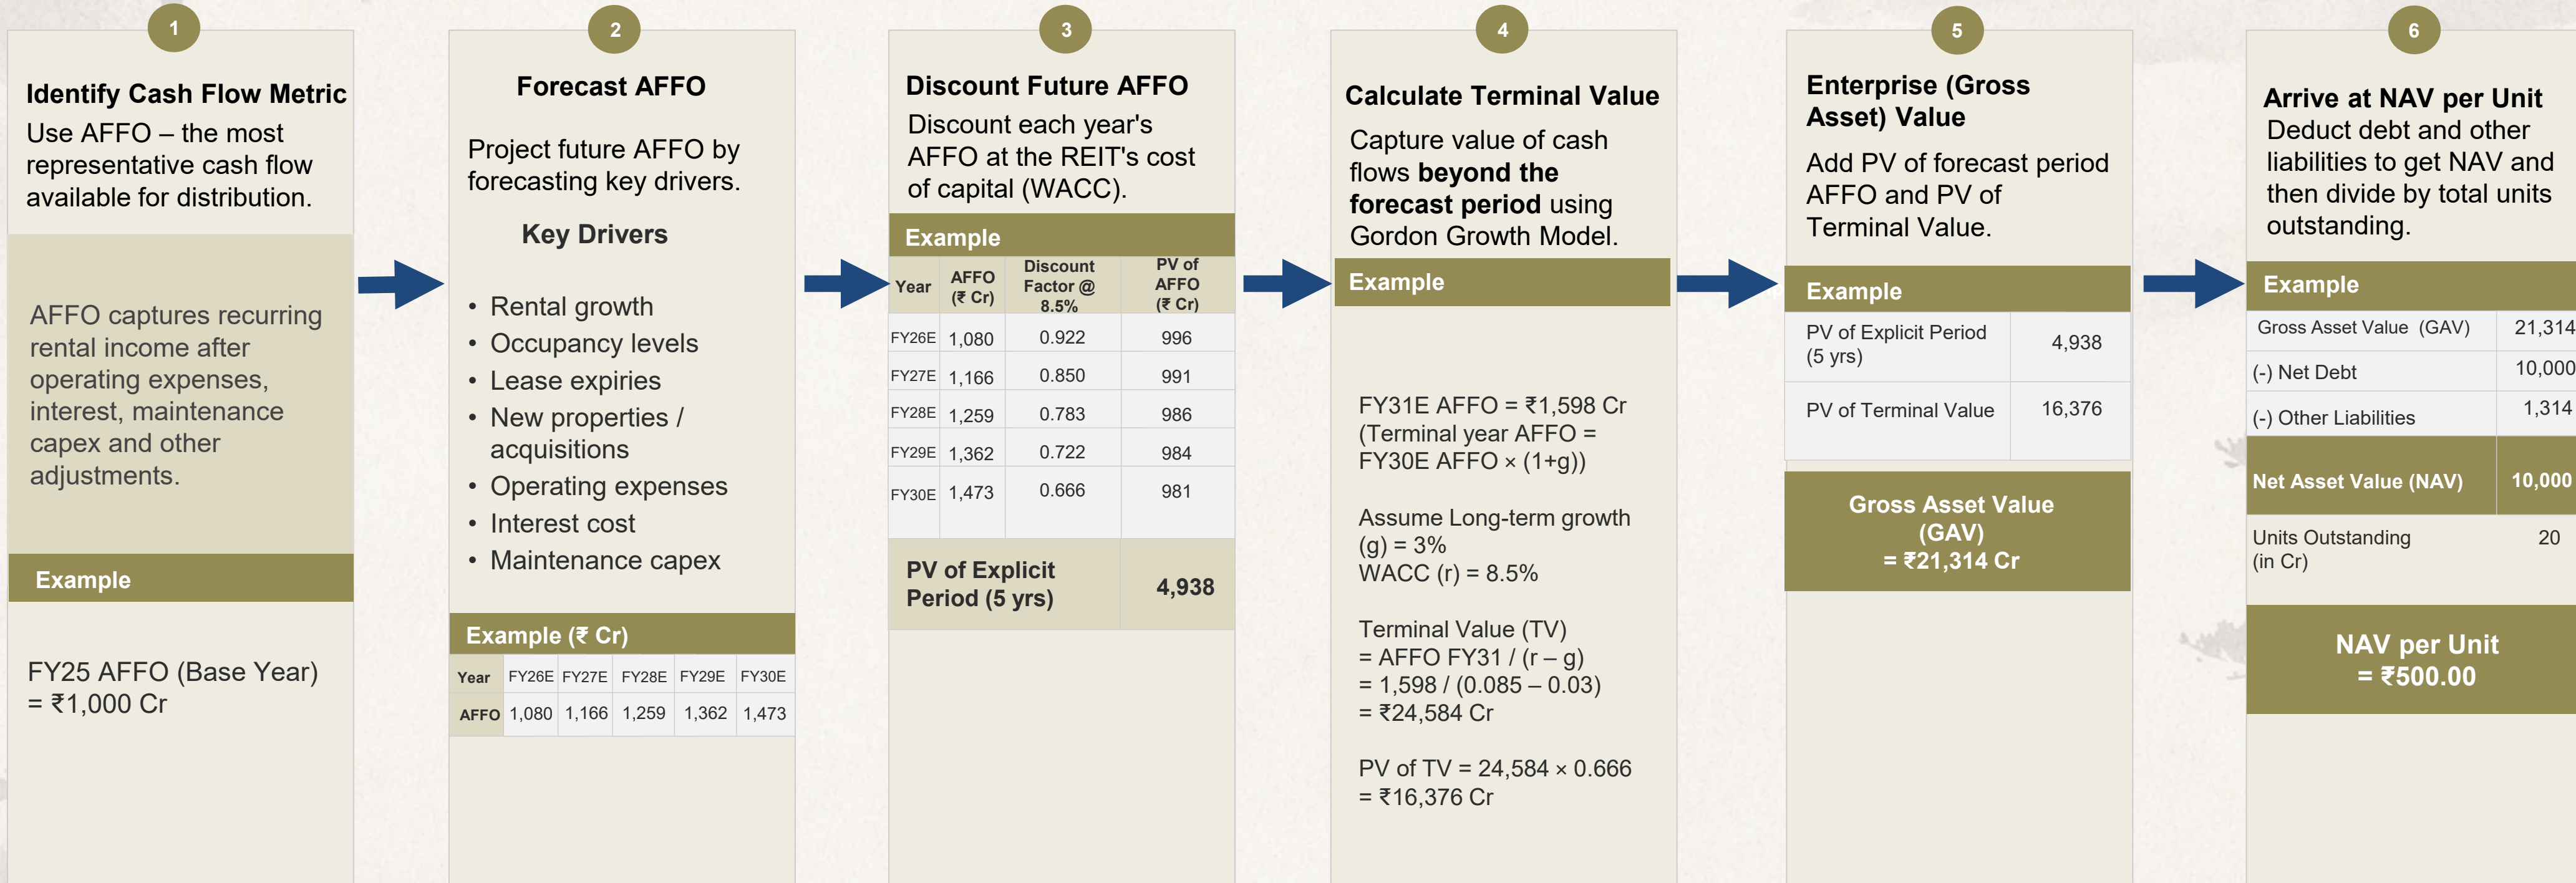 1
Identify Cash Flow Metric
Use AFFO – the most
representative cash flow
available for distribution.
AFFO captures recurring
rental income after
operating expenses,
interest, maintenance
capex and other
adjustments.
Example
FY25 AFFO (Base Year)
= ₹1,000 Cr
2
Forecast AFFO
Project future AFFO by
forecasting key drivers.
Key Drivers
• Rental growth
• Occupancy levels
• Lease expiries
• New properties /
acquisitions
• Operating expenses
• Interest cost
• Maintenance capex
Example (₹ Cr)
Year FY26E FY27E FY28E FY29E FY30E
AFFO 1,080 1,166 1,259 1,362 1,473
3
Discount Future AFFO
Discount each year's
AFFO at the REIT's cost
of capital (WACC).
Example
Year AFFO (₹ Cr) Discount Factor @ 8.5% PV of AFFO (₹ Cr)
FY26E 1,080 0.922 996
FY27E 1,166 0.850 991
FY28E 1,259 0.783 986
FY29E 1,362 0.722 984
FY30E 1,473 0.666 981
PV of Explicit
Period (5 yrs) 4,938
4
Calculate Terminal Value
Capture value of cash
flows beyond the
forecast period using
Gordon Growth Model.
Example
FY31E AFFO = ₹1,598 Cr
(Terminal year AFFO =
FY30E AFFO × (1+g))
Assume Long-term growth
(g) = 3%
WACC (r) = 8.5%
Terminal Value (TV)
= AFFO FY31 / (r – g)
= 1,598 / (0.085 – 0.03)
= ₹24,584 Cr
PV of TV = 24,584 × 0.666
= ₹16,376 Cr
5
Enterprise (Gross
Asset) Value
Add PV of forecast period
AFFO and PV of
Terminal Value.
Example
PV of Explicit Period
(5 yrs) 4,938
PV of Terminal Value 16,376
Gross Asset Value
(GAV)
= ₹21,314 Cr
6
Arrive at NAV per Unit
Deduct debt and other
liabilities to get NAV and
then divide by total units
outstanding.
Example
Gross Asset Value (GAV) 21,314
(-) Net Debt 10,000
(-) Other Liabilities 1,314
Net Asset Value (NAV) 10,000
Units Outstanding
(in Cr) 20
NAV per Unit
= ₹500.00